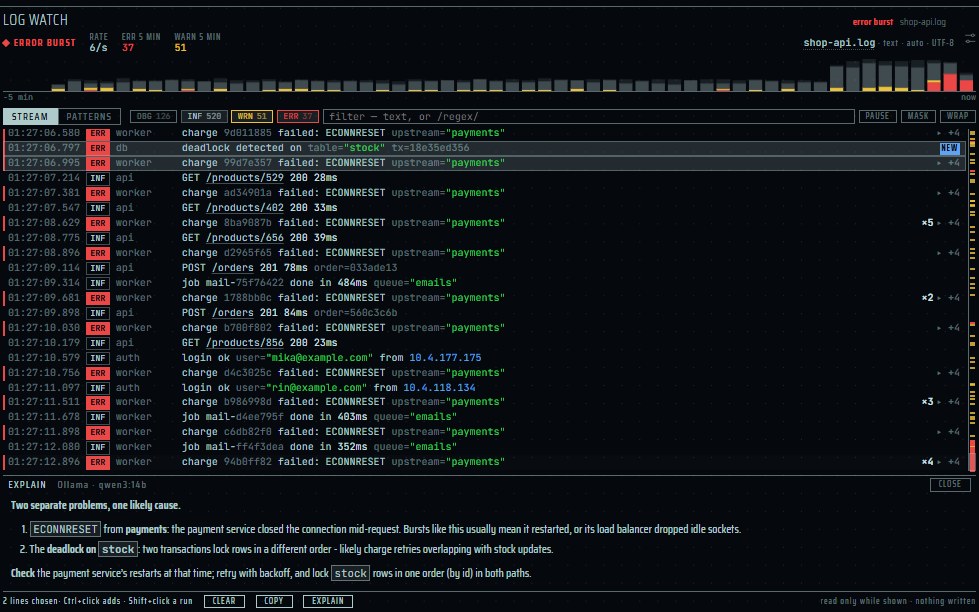 LOG WATCH
error burst shop-api.log
◆ ERROR BURST
RATE 6/s
ERR 5 MIN 37
WARN 5 MIN 51
shop-api.log · text · auto · UTF-8
-5 min now
STREAM PATTERNS DBG 126 INF 520 WRN 51 ERR 37 filter — text, or /regex/ PAUSE MASK WRAP
01:27:06.580 ERR worker charge 9d011885 failed: ECONNRESET upstream="payments" ▸ +4
01:27:06.797 ERR db deadlock detected on table="stock" tx=18e35ed356 NEW
01:27:06.995 ERR worker charge 99d7e357 failed: ECONNRESET upstream="payments" ▸ +4
01:27:07.214 INF api GET /products/529 200 28ms
01:27:07.381 ERR worker charge ad34901a failed: ECONNRESET upstream="payments" ▸ +4
01:27:07.547 INF api GET /products/402 200 33ms
01:27:08.629 ERR worker charge 8ba9087b failed: ECONNRESET upstream="payments" ×5 ▸ +4
01:27:08.775 INF api GET /products/656 200 39ms
01:27:08.896 ERR worker charge d2965f65 failed: ECONNRESET upstream="payments" ▸ +4
01:27:09.114 INF api POST /orders 201 78ms order=033ade13
01:27:09.314 INF worker job mail-75f76422 done in 484ms queue="emails"
01:27:09.681 ERR worker charge 1788bb0c failed: ECONNRESET upstream="payments" ×2 ▸ +4
01:27:09.898 INF api POST /orders 201 84ms order=560c3c6b
01:27:10.030 ERR worker charge b700f802 failed: ECONNRESET upstream="payments" ▸ +4
01:27:10.179 INF api GET /products/856 200 23ms
01:27:10.579 INF auth login ok user="mika@example.com" from 10.4.177.175
01:27:10.756 ERR worker charge d4c3025c failed: ECONNRESET upstream="payments" ▸ +4
01:27:11.097 INF auth login ok user="rin@example.com" from 10.4.118.134
01:27:11.511 ERR worker charge b986998d failed: ECONNRESET upstream="payments" ×3 ▸ +4
01:27:11.678 INF worker job mail-d4ee795f done in 403ms queue="emails"
01:27:11.898 ERR worker charge c6db82f0 failed: ECONNRESET upstream="payments" ▸ +4
01:27:12.080 INF worker job mail-ff4f3dea done in 352ms queue="emails"
01:27:12.896 ERR worker charge 94b0ff82 failed: ECONNRESET upstream="payments" ×4 ▸ +4
EXPLAIN Ollama · qwen3:14b CLOSE
Two separate problems, one likely cause.
1. ECONNRESET from payments: the payment service closed the connection mid-request. Bursts like this usually mean it restarted, or its load balancer dropped idle sockets.
2. The deadlock on stock: two transactions lock rows in a different order - likely charge retries overlapping with stock updates.
Check the payment service's restarts at that time; retry with backoff, and lock stock rows in one order (by id) in both paths.
2 lines chosen · Ctrl+click adds · Shift+click a run CLEAR COPY EXPLAIN read only while shown · nothing written